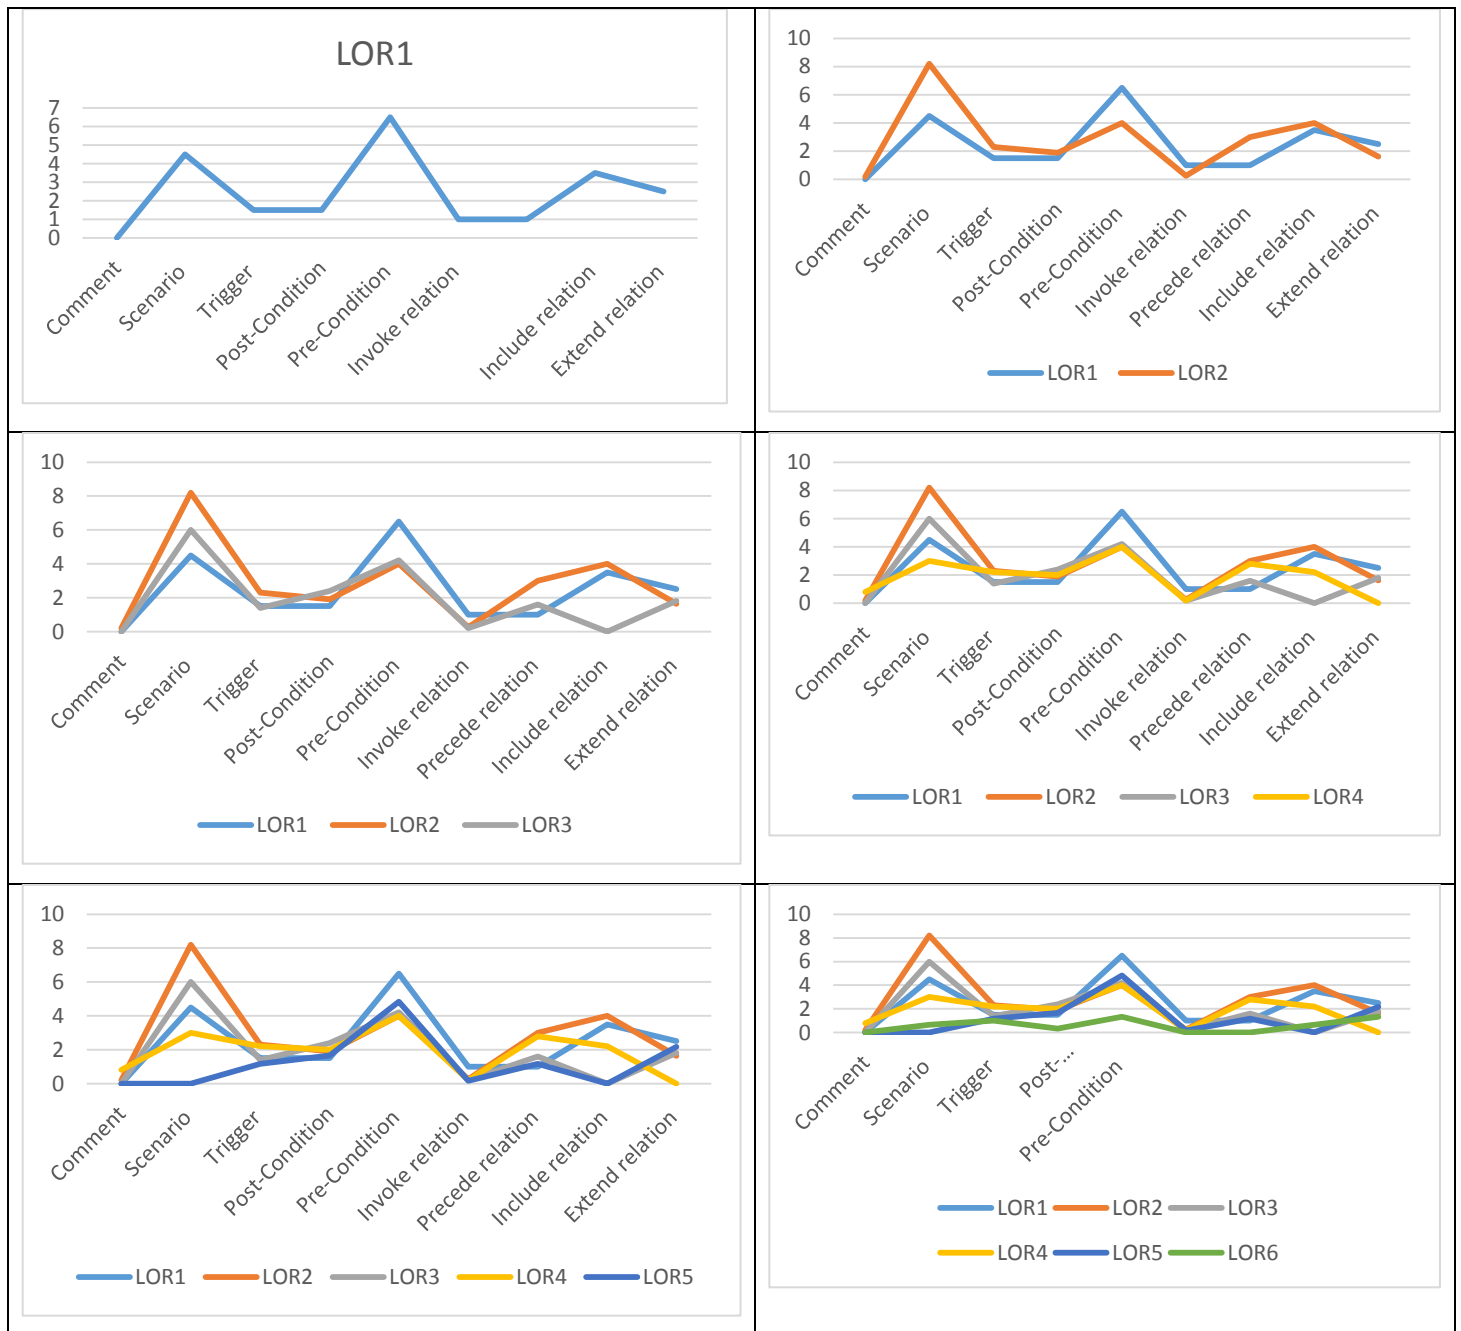 LOR1
7
6
5
4
3
2
1
0
Comment
Scenario
Trigger
Post-Condition
Pre-Condition
Invoke relation
Include relation
Extend relation
10
8
6
4
2
0
Comment
Scenario
Trigger
Post-Condition
Pre-Condition
Invoke relation
Precede relation
Include relation
Extend relation
LOR1 LOR2
10
8
6
4
2
0
Comment
Scenario
Trigger
Post-Condition
Pre-Condition
Invoke relation
Precede relation
Include relation
Extend relation
LOR1 LOR2 LOR3
10
8
6
4
2
0
Comment
Scenario
Trigger
Post-Condition
Pre-Condition
Invoke relation
Precede relation
Include relation
Extend relation
LOR1 LOR2 LOR3 LOR4
10
8
6
4
2
0
Comment
Scenario
Trigger
Post-Condition
Pre-Condition
Invoke relation
Precede relation
Include relation
Extend relation
LOR1 LOR2 LOR3 LOR4 LOR5
10
8
6
4
2
0
Comment
Scenario
Trigger
Post-...
Pre-Condition
LOR1 LOR2 LOR3
LOR4 LOR5 LOR6